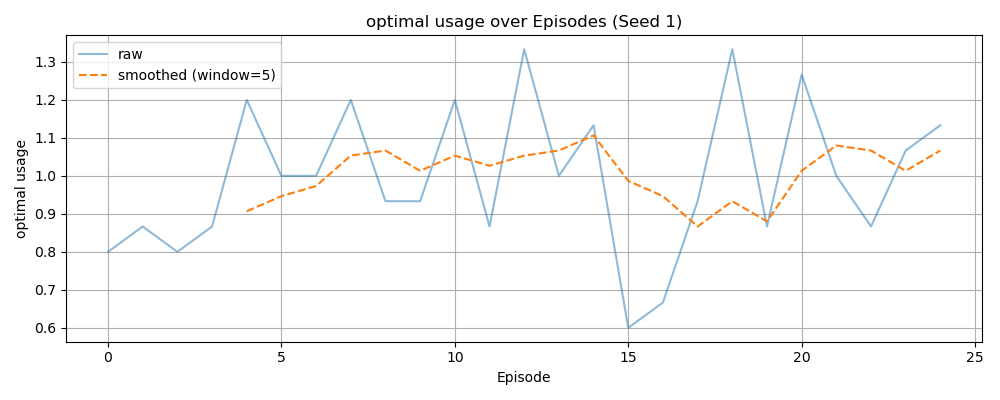 optimal usage over Episodes (Seed 1)
raw
smoothed (window=5)
optimal usage
1.3
1.2
1.1
1.0
0.9
0.8
0.7
0.6
0 5 10 15 20 25
Episode